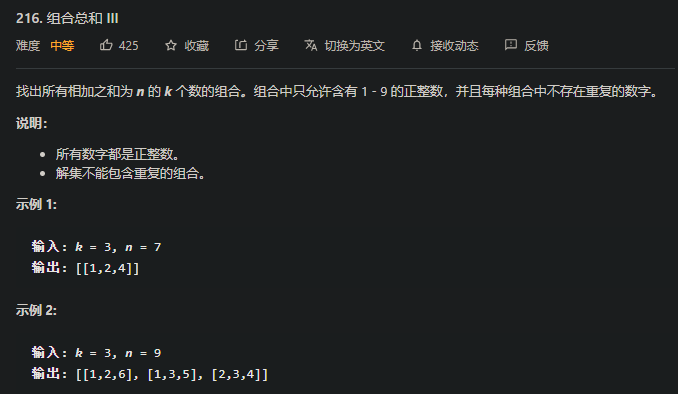 216. 组合总和 III
难度 中等 425 收藏 分享 切换为英文 接收动态 反馈
找出所有相加之和为 n 的 k 个数的组合。组合中只允许含有 1 - 9 的正整数，并且每种组合中不存在重复的数字。
说明：
所有数字都是正整数。
解集不能包含重复的组合。
示例 1:
输入: k = 3, n = 7
输出: [[1,2,4]]
示例 2:
输入: k = 3, n = 9
输出: [[1,2,6], [1,3,5], [2,3,4]]